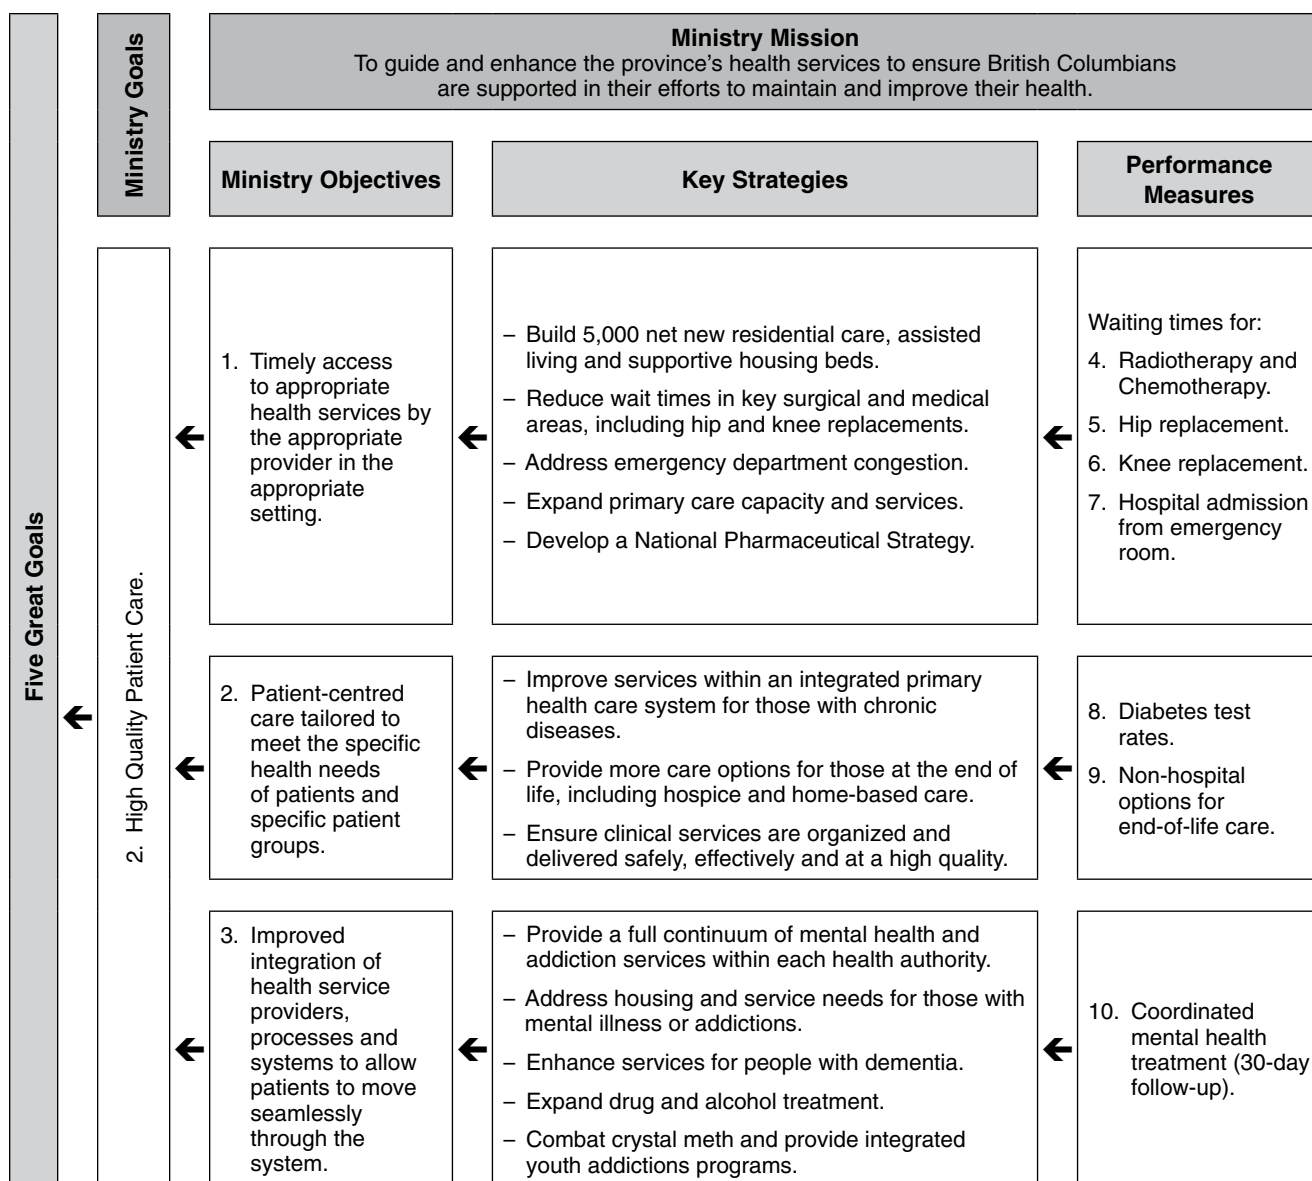 Five Great Goals
Ministry Goals
Ministry Mission
To guide and enhance the province's health services to ensure British Columbians
are supported in their efforts to maintain and improve their health.
Ministry Objectives
Key Strategies
Performance
Measures
2. High Quality Patient Care.
1. Timely access
to appropriate
health services by
the appropriate
provider in the
appropriate
setting.
– Build 5,000 net new residential care, assisted
living and supportive housing beds.
– Reduce wait times in key surgical and medical
areas, including hip and knee replacements.
– Address emergency department congestion.
– Expand primary care capacity and services.
– Develop a National Pharmaceutical Strategy.
Waiting times for:
4. Radiotherapy and
Chemotherapy.
5. Hip replacement.
6. Knee replacement.
7. Hospital admission
from emergency
room.
2. Patient-centred
care tailored to
meet the specific
health needs
of patients and
specific patient
groups.
– Improve services within an integrated primary
health care system for those with chronic
diseases.
– Provide more care options for those at the end of
life, including hospice and home-based care.
– Ensure clinical services are organized and
delivered safely, effectively and at a high quality.
8. Diabetes test
rates.
9. Non-hospital
options for
end-of-life care.
3. Improved
integration of
health service
providers,
processes and
systems to allow
patients to move
seamlessly
through the
system.
– Provide a full continuum of mental health and
addiction services within each health authority.
– Address housing and service needs for those with
mental illness or addictions.
– Enhance services for people with dementia.
– Expand drug and alcohol treatment.
– Combat crystal meth and provide integrated
youth addictions programs.
10. Coordinated
mental health
treatment (30-day
follow-up).